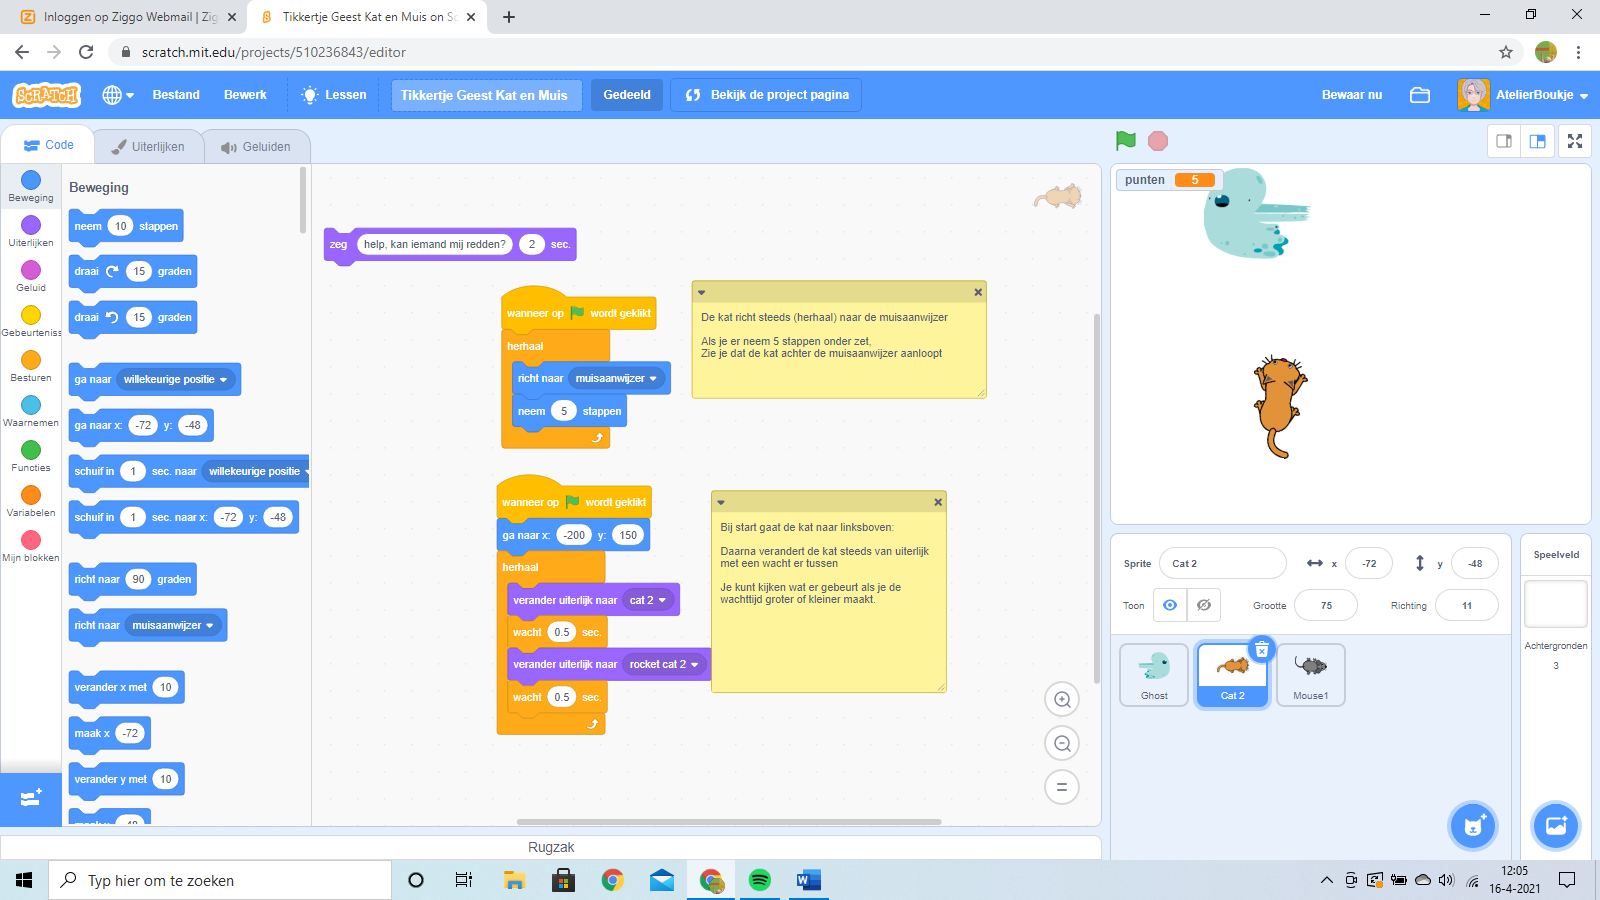 Inloggen op Ziggo Webmail | Zig
Tikkertje Geest Kat en Muis on Sc
scratch.mit.edu/projects/510236843/editor
SCRATCH
Bestand
Bewerk
Lessen
Tikkertje Geest Kat en Muis
Gedeeld
Bekijk de project pagina
Bewaar nu
AtelierBoukje
Code
Uiterlijken
Geluiden
Beweging
Uiterlijken
Geluid
Gebeurteniss
Besturen
Waarnemen
Functies
Variabelen
Mijn blokken
Beweging
neem 10 stappen
draai 15 graden
draai 15 graden
ga naar willekeurige positie
ga naar x: -72 y: -48
schuif in 1 sec. naar willekeurige positie
schuif in 1 sec. naar x: -72 y: -48
richt naar 90 graden
richt naar muisaanwijzer
verander x met 10
maak x -72
verander y met 10
maak y -48
zeg help, kan iemand mij redden? 2 sec.
wanneer op wordt geklikt
herhaal
richt naar muisaanwijzer
neem 5 stappen
De kat richt steeds (herhaal) naar de muisaanwijzer
Als je er neem 5 stappen onder zet,
Zie je dat de kat achter de muisaanwijzer aanloopt
wanneer op wordt geklikt
ga naar x: -200 y: 150
herhaal
verander uiterlijk naar cat 2
wacht 0.5 sec.
verander uiterlijk naar rocket cat 2
wacht 0.5 sec.
Bij start gaat de kat naar linksboven:
Daarna verandert de kat steeds van uiterlijk
met een wacht er tussen
Je kunt kijken wat er gebeurt als je de
wachttijd groter of kleiner maakt.
punten 5
Sprite Cat 2 x -72 y -48
Toon Grootte 75 Richting 11
Ghost
Cat 2
Mouse1
Speelveld
Achtergronden
3
Rugzak
Typ hier om te zoeken
12:05
16-4-2021